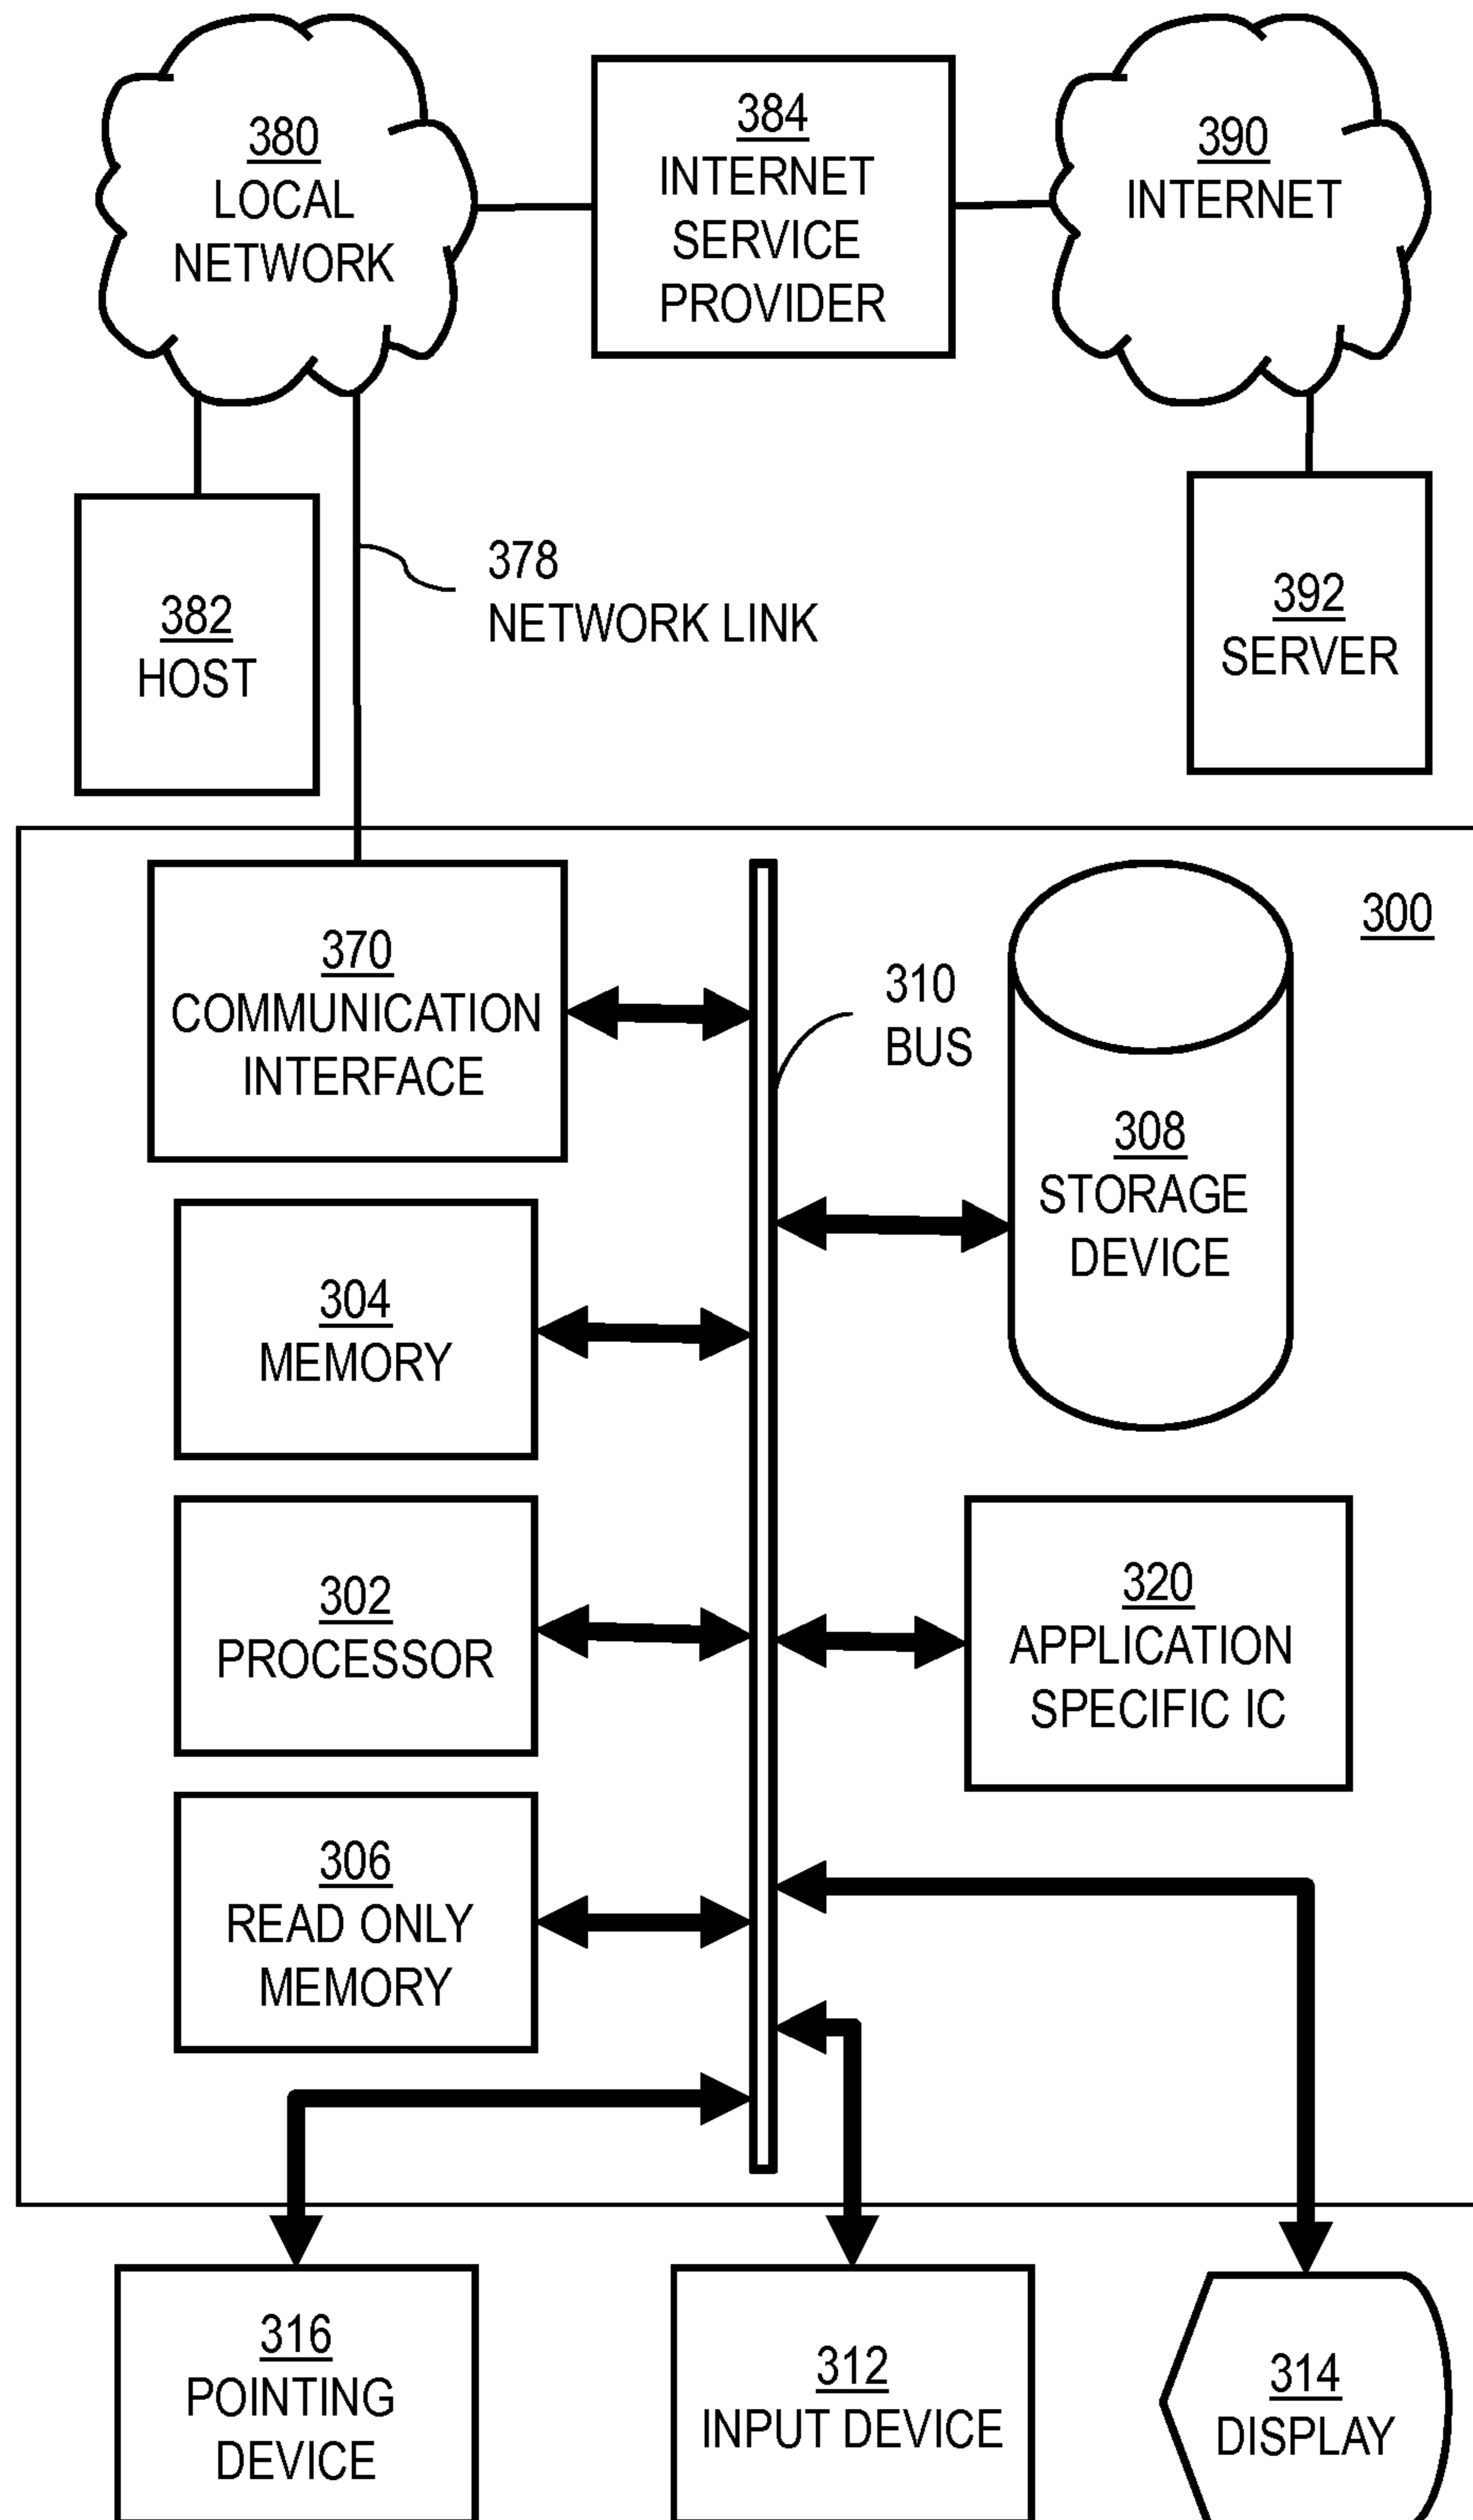 380
LOCAL
NETWORK
384
INTERNET
SERVICE
PROVIDER
390
INTERNET
382
HOST
378
NETWORK LINK
392
SERVER
300
370
COMMUNICATION
INTERFACE
310
BUS
308
STORAGE
DEVICE
304
MEMORY
302
PROCESSOR
320
APPLICATION
SPECIFIC IC
306
READ ONLY
MEMORY
316
POINTING
DEVICE
312
INPUT DEVICE
314
DISPLAY